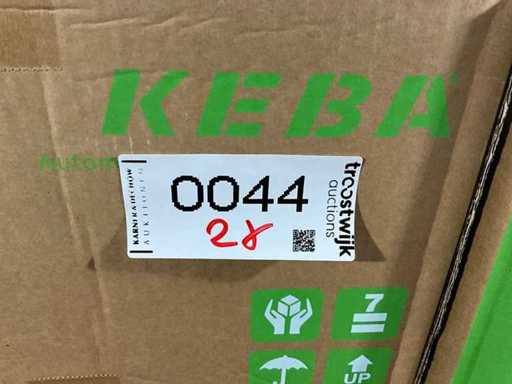 KEBA
Autom
KARNER & DECHOW
AUKTIONEN
0044
28
troostwijk
auctions
7
UP